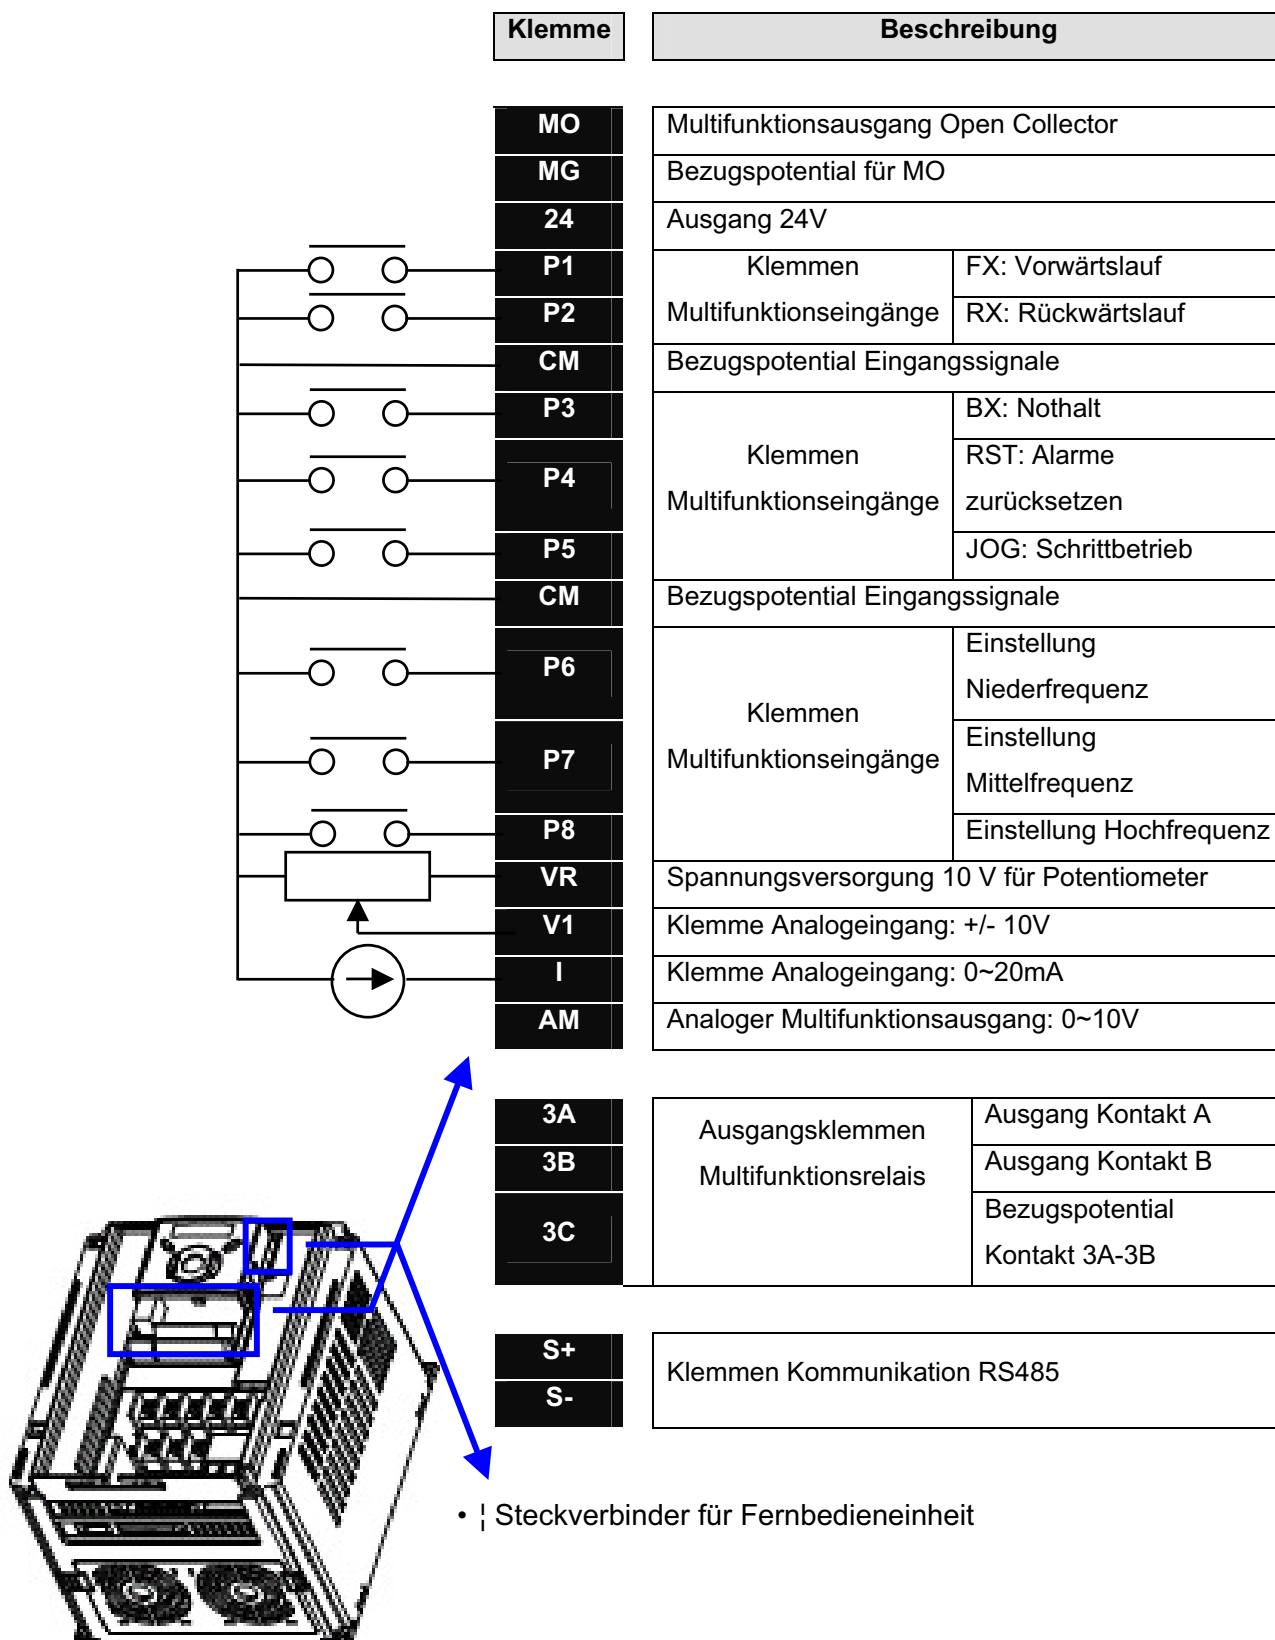 Klemme Beschreibung
MO Multifunktionsausgang Open Collector
MG Bezugspotential für MO
24 Ausgang 24V
P1 Klemmen FX: Vorwärtslauf
P2 Multifunktionseingänge RX: Rückwärtslauf
CM Bezugspotential Eingangssignale
P3 BX: Nothalt
Klemmen RST: Alarme
P4
Multifunktionseingänge zurücksetzen
P5 JOG: Schrittbetrieb
CM Bezugspotential Eingangssignale
Einstellung
P6
Niederfrequenz
Klemmen
Einstellung
P7 Multifunktionseingänge
Mittelfrequenz
P8 Einstellung Hochfrequenz
VR Spannungsversorgung 10 V für Potentiometer
V1 Klemme Analogeingang: +/- 10V
I Klemme Analogeingang: 0~20mA
AM Analoger Multifunktionsausgang: 0~10V
3A Ausgangsklemmen Ausgang Kontakt A
3B Multifunktionsrelais Ausgang Kontakt B
Bezugspotential
3C
Kontakt 3A-3B
S+
Klemmen Kommunikation RS485
S-
• ¦ Steckverbinder für Fernbedieneinheit